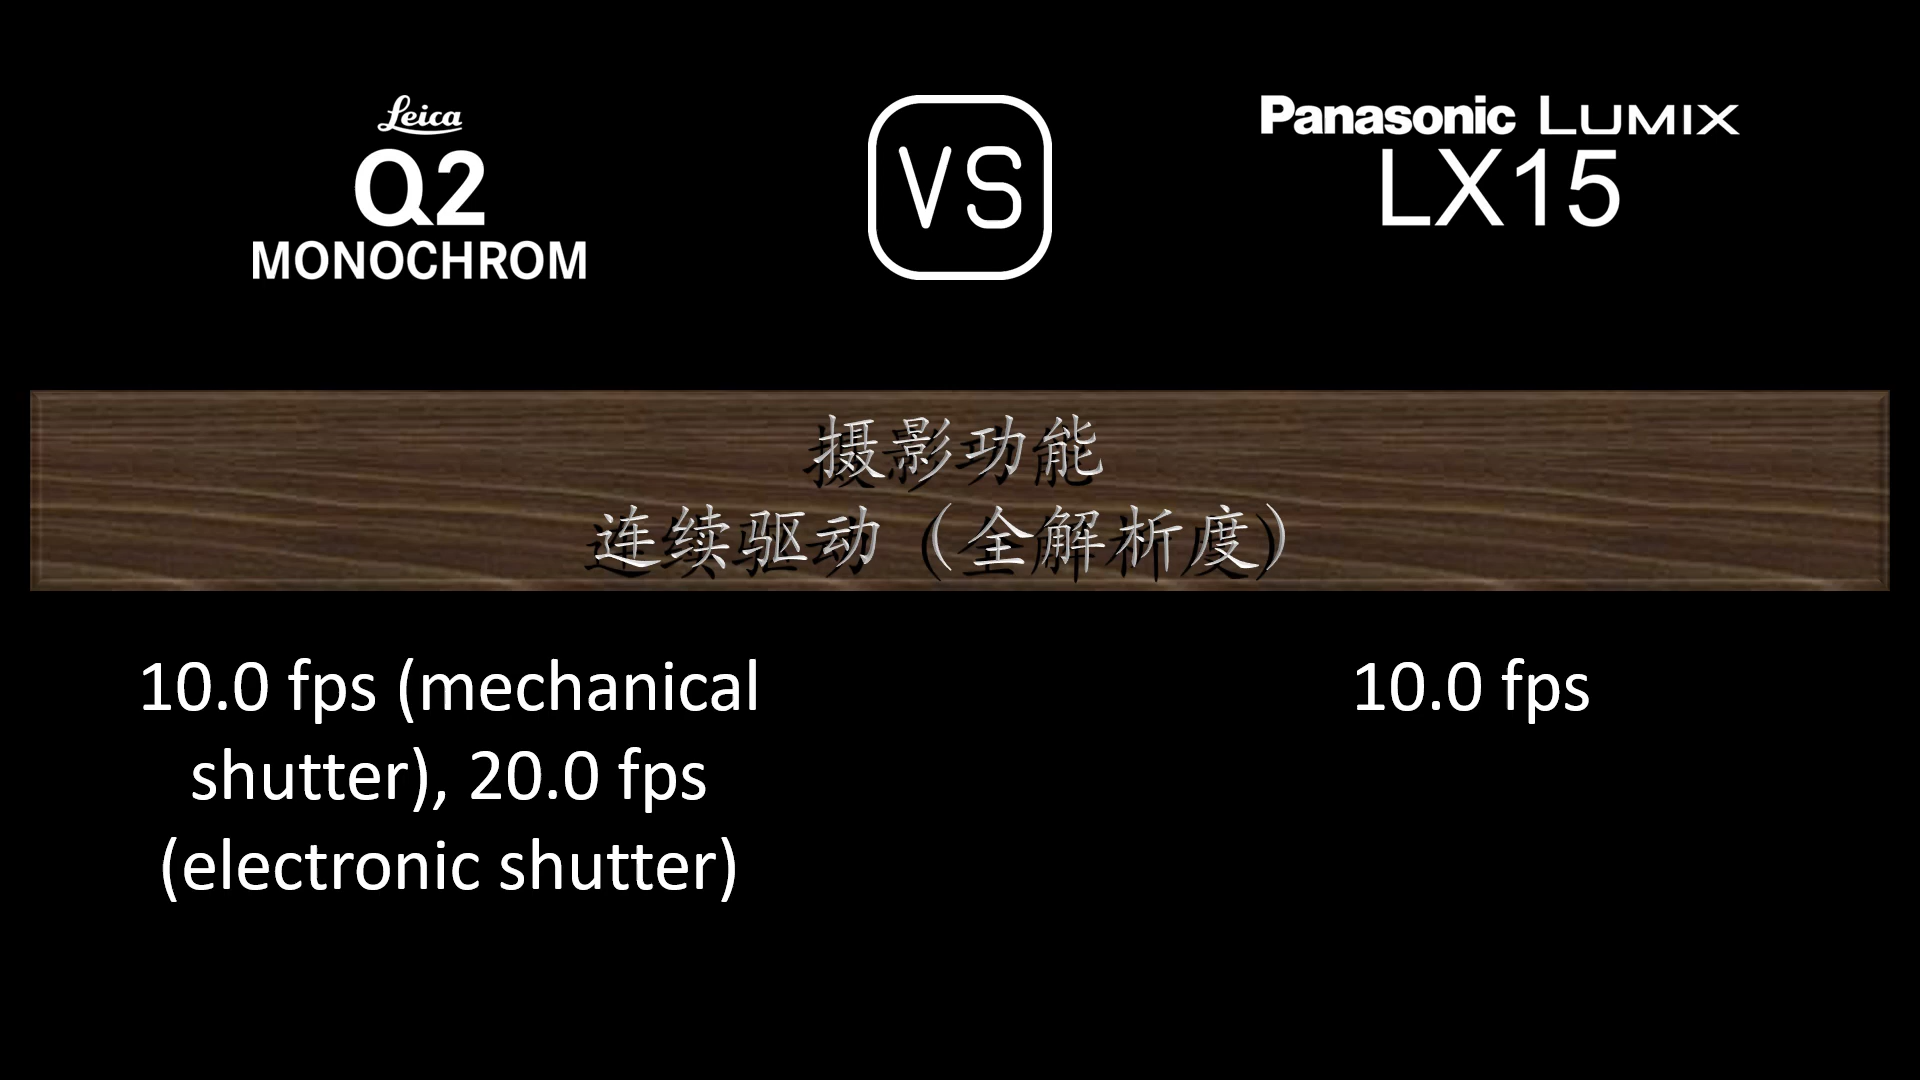 Leica
Q2
MONOCHROM
VS
Panasonic LUMIX
LX15
摄影功能
连续驱动（全解析度）
10.0 fps (mechanical
shutter), 20.0 fps
(electronic shutter)
10.0 fps